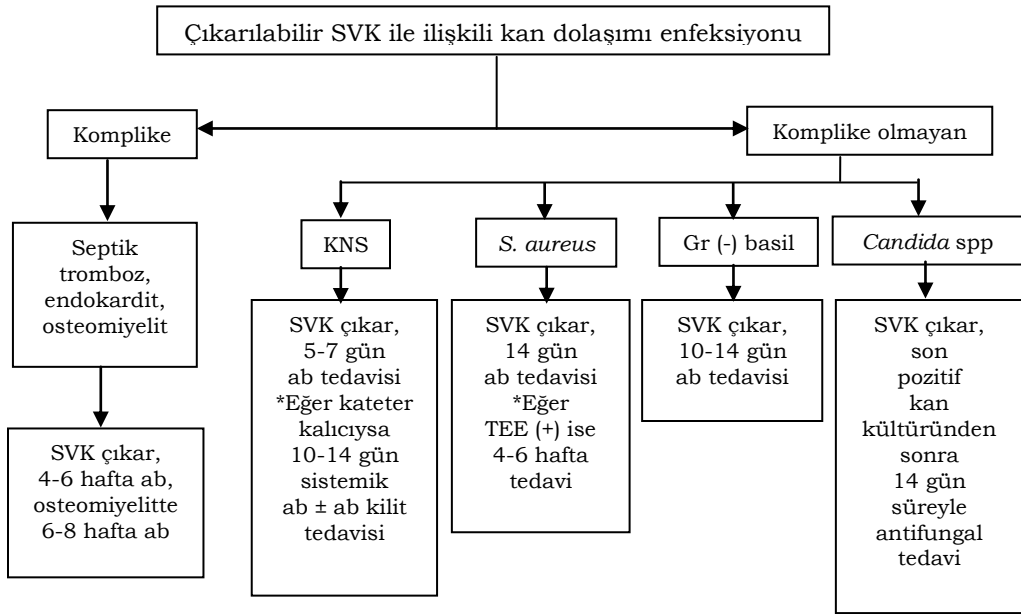 Çıkarılabilir SVK ile ilişkili kan dolaşımı enfeksiyonu
Komplike
Komplike olmayan
Septik
tromboz,
endokardit,
osteomiyelit
SVK çıkar,
4-6 hafta ab,
osteomiyelitte
6-8 hafta ab
KNS
SVK çıkar,
5-7 gün
ab tedavisi
*Eğer kateter
kalıcıysa
10-14 gün
sistemik
ab ± ab kilit
tedavisi
S. aureus
SVK çıkar,
14 gün
ab tedavisi
*Eğer
TEE (+) ise
4-6 hafta
tedavi
Gr (-) basil
SVK çıkar,
10-14 gün
ab tedavisi
Candida spp
SVK çıkar,
son
pozitif
kan
kültüründen
sonra
14 gün
süreyle
antifungal
tedavi